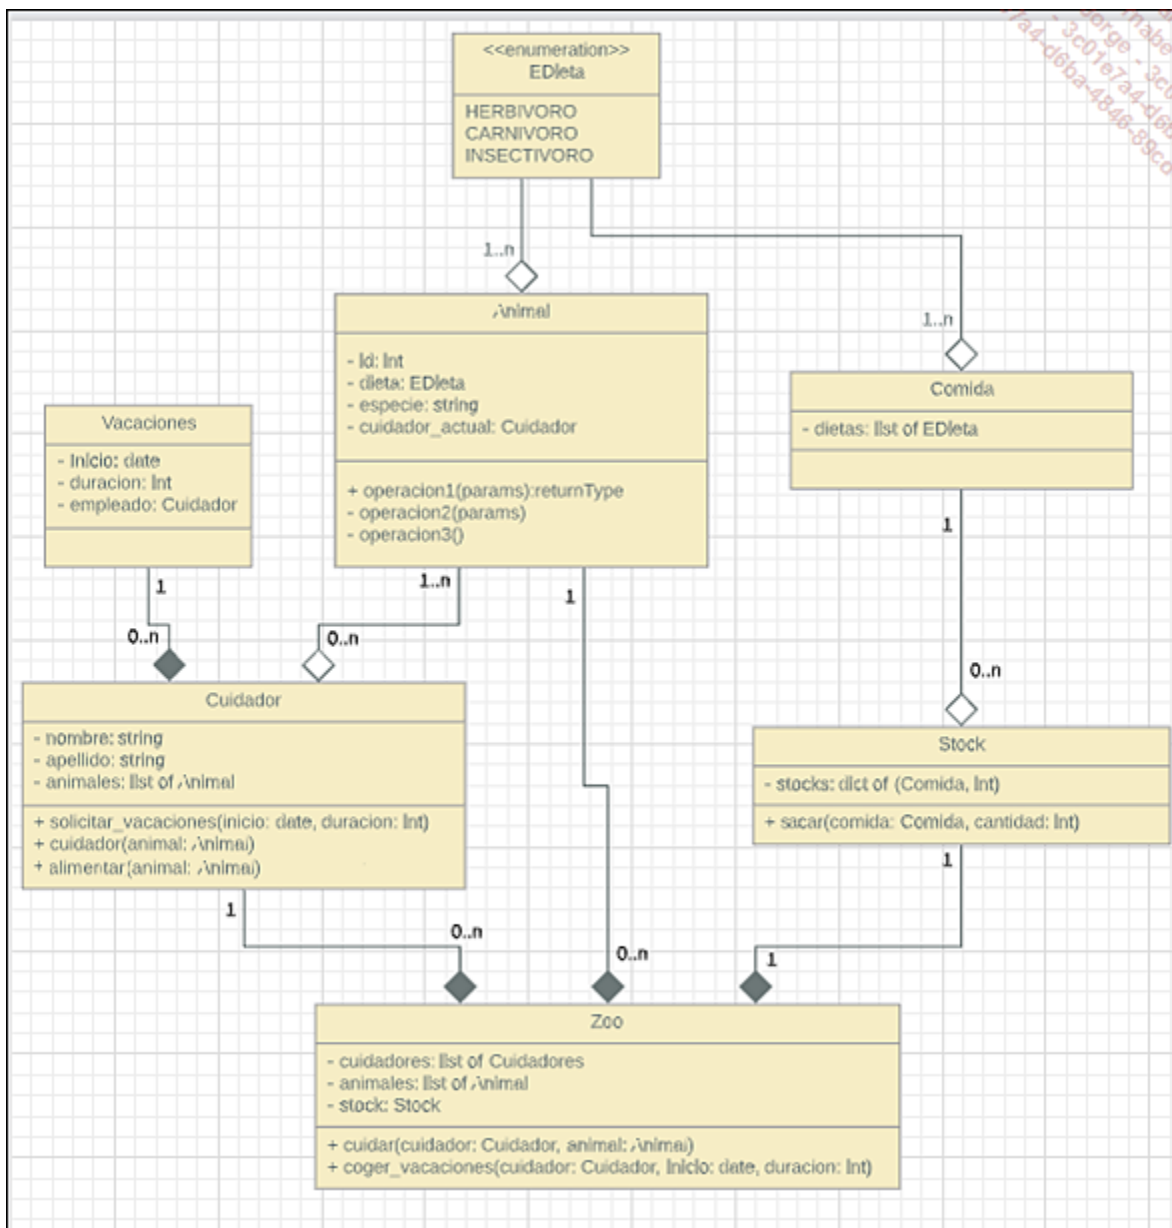 <<enumeration>>
EDieta
HERBIVORO
CARNIVORO
INSECTIVORO
1..n
1..n
Animal
- id: int
- dieta: EDieta
- especie: string
- cuidador_actual: Cuidador
+ operacion1(params):returnType
- operacion2(params)
- operacion3()
Comida
- dietas: list of EDieta
Vacaciones
- inicio: date
- duracion: int
- empleado: Cuidador
1
0..n
1..n
0..n
1
1
0..n
Cuidador
- nombre: string
- apellido: string
- animales: list of Animal
+ solicitar_vacaciones(inicio: date, duracion: int)
+ cuidador(animal: Animal)
+ alimentar(animal: Animal)
Stock
- stocks: dict of (Comida, int)
+ sacar(comida: Comida, cantidad: int)
1
0..n
0..n
1
1
Zoo
- cuidadores: list of Cuidadores
- animales: list of Animal
- stock: Stock
+ cuidar(cuidador: Cuidador, animal: Animal)
+ coger_vacaciones(cuidador: Cuidador, inicio: date, duracion: int)